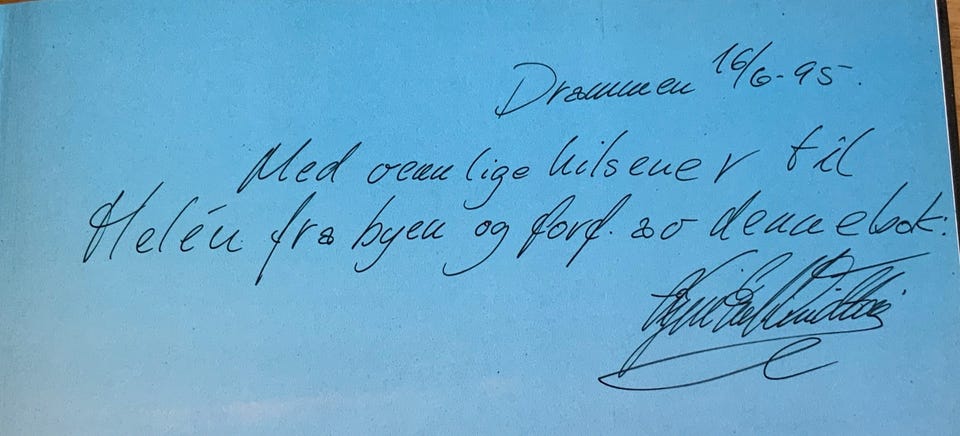 Drammen 16/6-95.
Med vennlige hilsener til
Helén fra byen og forf. av denne bok: